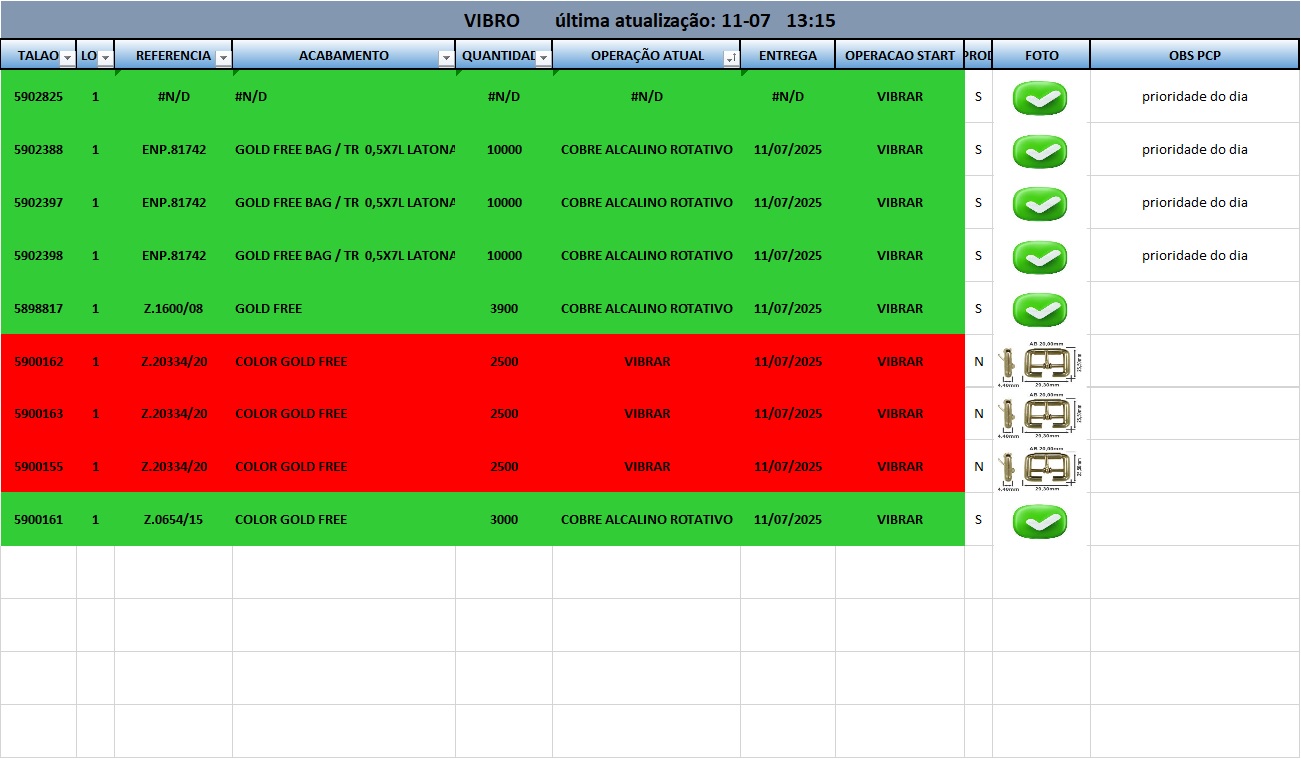 VIBRO última atualização: 11-07 13:15
TALAO LO REFERENCIA ACABAMENTO QUANTIDAD OPERAÇÃO ATUAL ENTREGA OPERACAO START PROD FOTO OBS PCP
5902825 1 #N/D #N/D #N/D #N/D #N/D VIBRAR S prioridade do dia
5902388 1 ENP.81742 GOLD FREE BAG / TR 0,5X7L LATONA 10000 COBRE ALCALINO ROTATIVO 11/07/2025 VIBRAR S prioridade do dia
5902397 1 ENP.81742 GOLD FREE BAG / TR 0,5X7L LATONA 10000 COBRE ALCALINO ROTATIVO 11/07/2025 VIBRAR S prioridade do dia
5902398 1 ENP.81742 GOLD FREE BAG / TR 0,5X7L LATONA 10000 COBRE ALCALINO ROTATIVO 11/07/2025 VIBRAR S prioridade do dia
5898817 1 Z.1600/08 GOLD FREE 3900 COBRE ALCALINO ROTATIVO 11/07/2025 VIBRAR S
5900162 1 Z.20334/20 COLOR GOLD FREE 2500 VIBRAR 11/07/2025 VIBRAR N AB 20,00mm 4,40mm 29,30mm
5900163 1 Z.20334/20 COLOR GOLD FREE 2500 VIBRAR 11/07/2025 VIBRAR N AB 20,00mm 4,40mm 29,30mm
5900155 1 Z.20334/20 COLOR GOLD FREE 2500 VIBRAR 11/07/2025 VIBRAR N AB 20,00mm 4,40mm 29,30mm
5900161 1 Z.0654/15 COLOR GOLD FREE 3000 COBRE ALCALINO ROTATIVO 11/07/2025 VIBRAR S